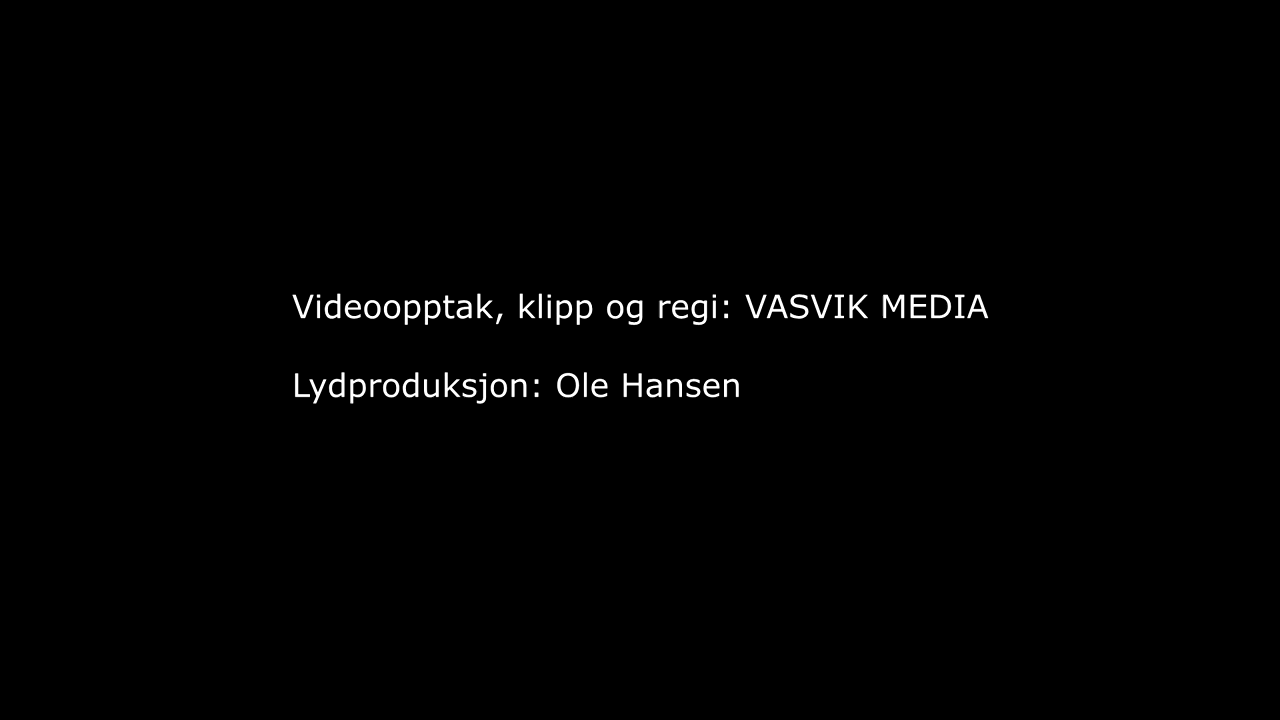 Videoopptak, klipp og regi: VASVIK MEDIA
Lydproduksjon: Ole Hansen